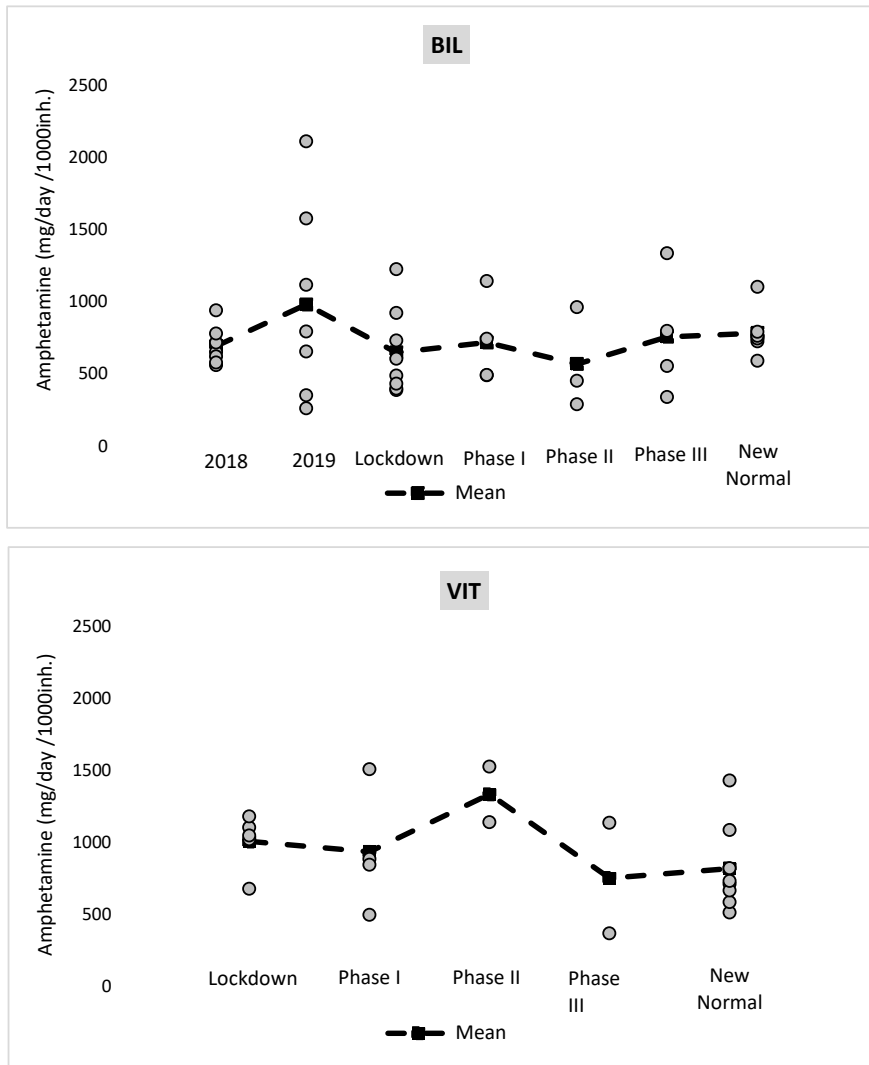 BIL
Amphetamine (mg/day /1000inh.)
2500
2000
1500
1000
500
0
2018
2019
Lockdown
Phase I
Phase II
Phase III
New
Normal
Mean
VIT
Amphetamine (mg/day /1000inh.)
2500
2000
1500
1000
500
0
Lockdown
Phase I
Phase II
Phase
III
New
Normal
Mean